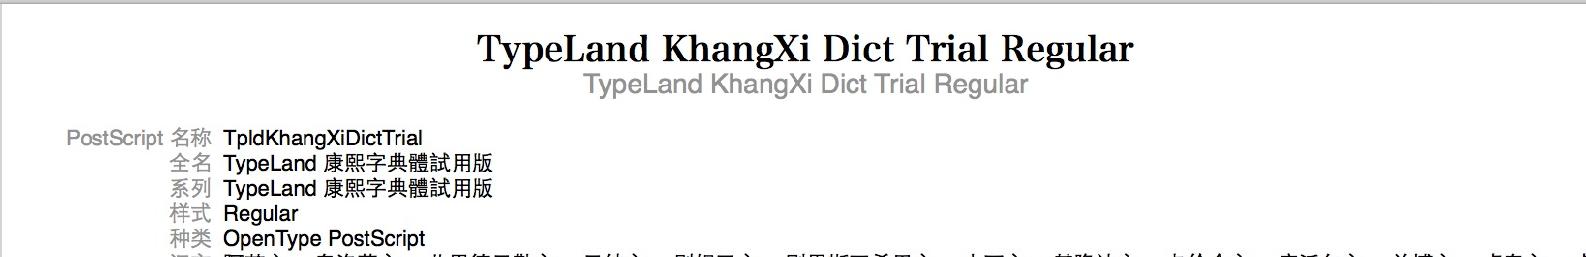 TypeLand KhangXi Dict Trial Regular
TypeLand KhangXi Dict Trial Regular
PostScript 名称 TpldKhangXiDictTrial
全名 TypeLand 康熙字典體試用版
系列 TypeLand 康熙字典體試用版
样式 Regular
种类 OpenType PostScript